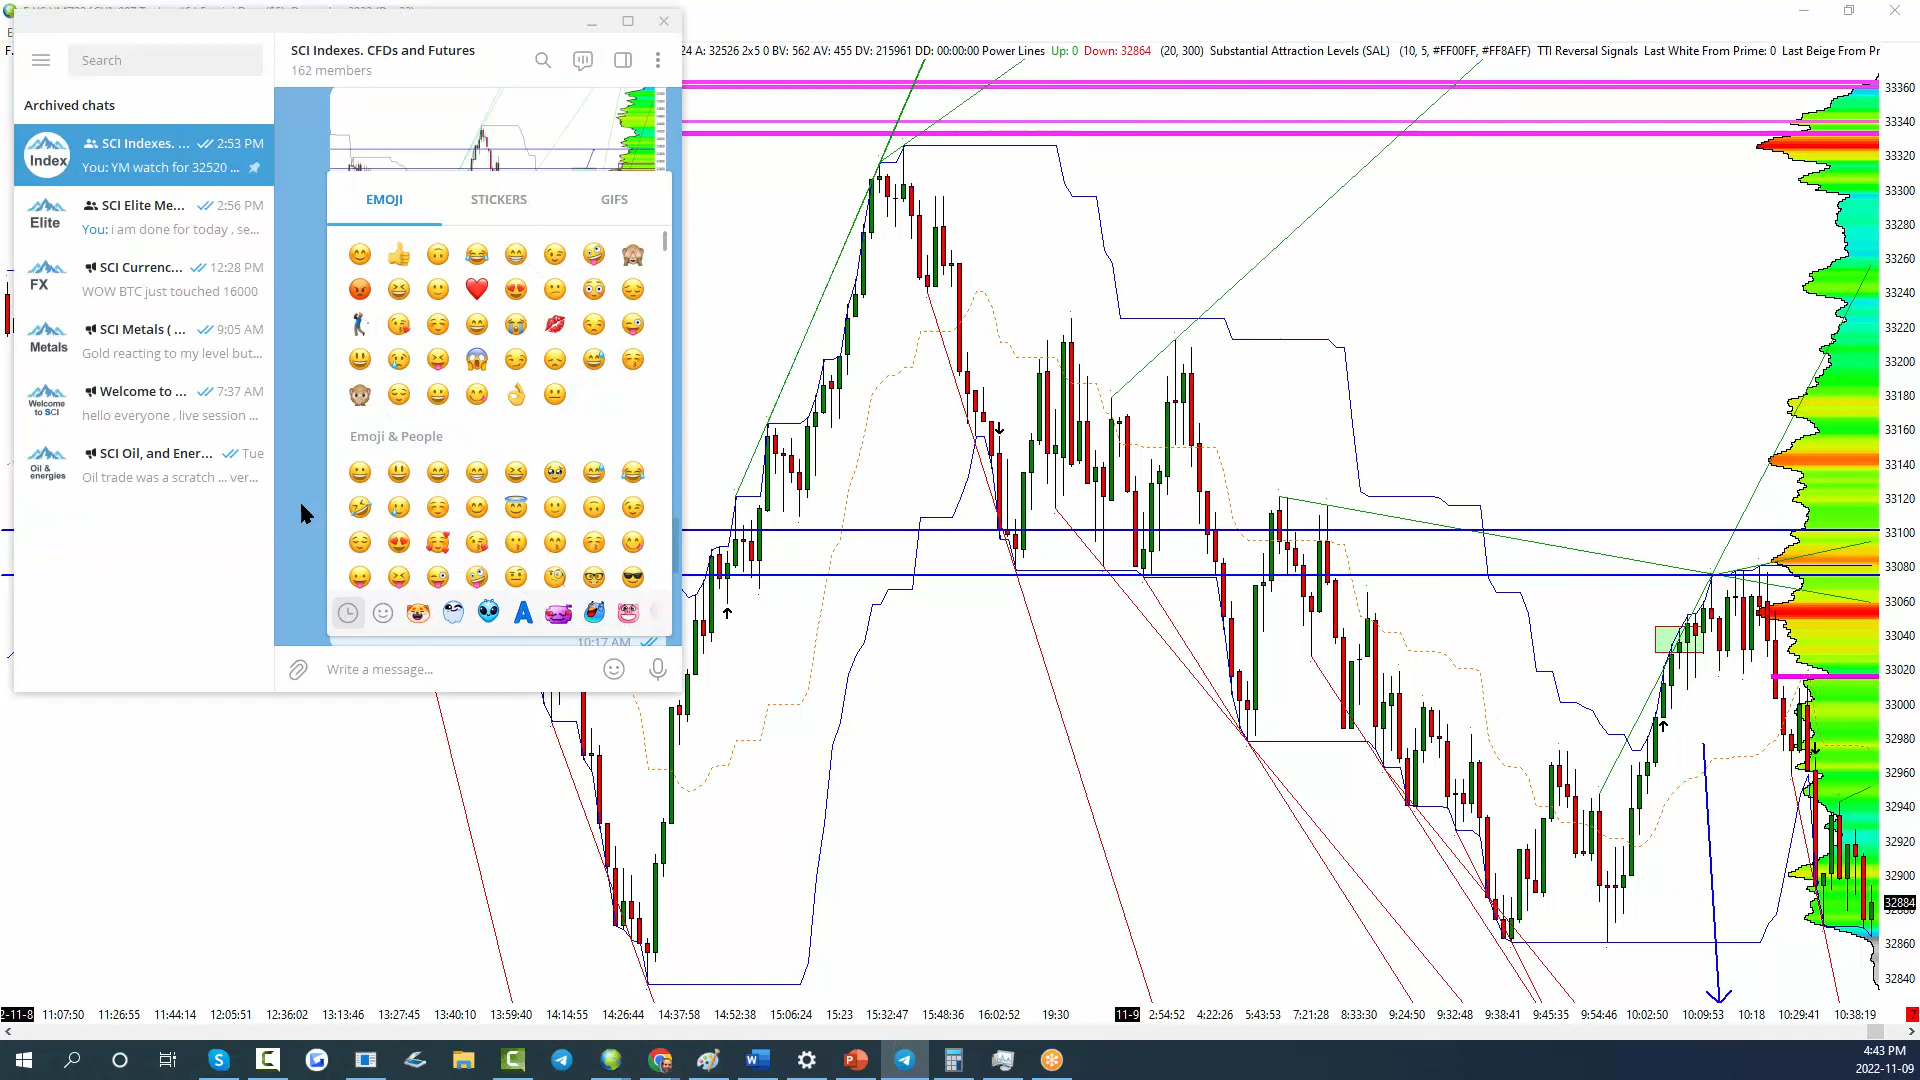 24 A: 32526 2x5 0 BV: 562 AV: 455 DV: 215961 DD: 00:00:00 Power Lines Up: 0 Down: 32864 (20, 300) Substantial Attraction Levels (SAL) (10, 5, #FF00FF, #FF8AFF) TTI Reversal Signals Last White From Prime: 0 Last Beige From Pr
Search
SCI Indexes. CFDs and Futures
162 members
Archived chats
Index
SCI Indexes. ... 2:53 PM
You: YM watch for 32520 ...
Elite
SCI Elite Me... 2:56 PM
You: i am done for today , se...
FX
SCI Currenc... 12:28 PM
WOW BTC just touched 16000
Metals
SCI Metals ( ... 9:05 AM
Gold reacting to my level but...
Welcome to SCI
Welcome to ... 7:37 AM
hello everyone , live session ...
Oil & energies
SCI Oil, and Ener... Tue
Oil trade was a scratch ... ver...
EMOJI STICKERS GIFS
Emoji & People
10:17 AM
Write a message...
33360
33340
33320
33300
33280
33260
33240
33220
33200
33180
33160
33140
33120
33100
33080
33060
33040
33020
33000
32980
32960
32940
32920
32900
32884
32860
32840
2-11-8 11:07:50 11:26:55 11:44:14 12:05:51 12:36:02 13:13:46 13:27:45 13:40:10 13:59:40 14:14:55 14:26:44 14:37:58 14:52:38 15:06:24 15:23 15:32:47 15:48:36 16:02:52 19:30 11-9 2:54:52 4:22:26 5:43:53 7:21:28 8:33:30 9:24:50 9:32:48 9:38:41 9:45:35 9:54:46 10:02:50 10:09:53 10:18 10:29:41 10:38:19
4:43 PM
2022-11-09